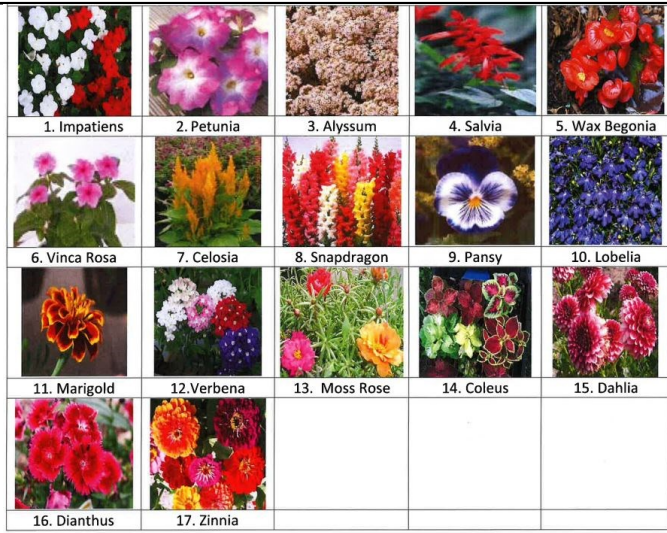 1. Impatiens
2. Petunia
3. Alyssum
4. Salvia
5. Wax Begonia
6. Vinca Rosa
7. Celosia
8. Snapdragon
9. Pansy
10. Lobelia
11. Marigold
12.Verbena
13. Moss Rose
14. Coleus
15. Dahlia
16. Dianthus
17. Zinnia